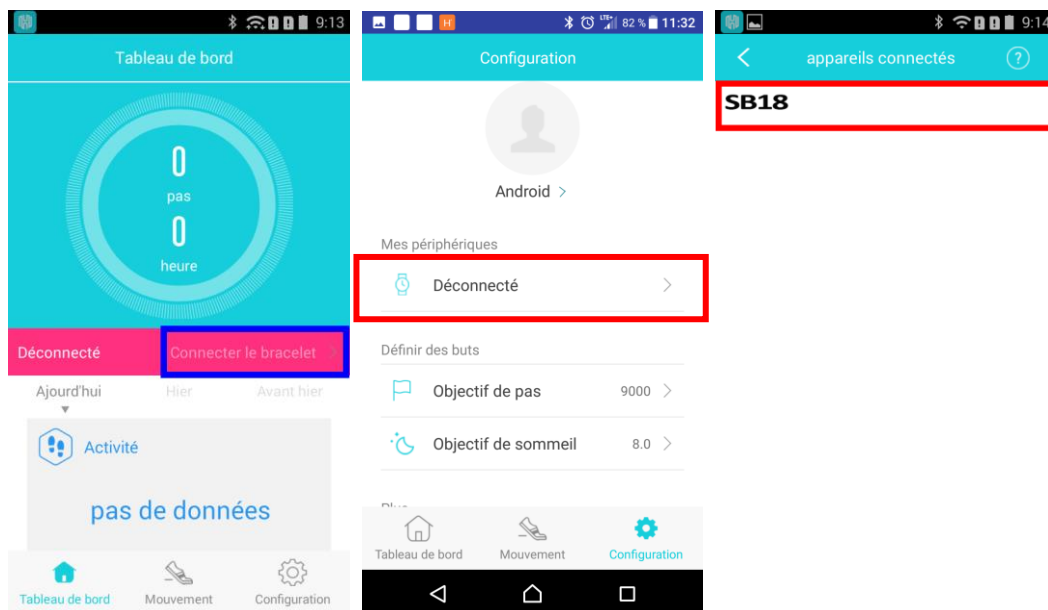 9:13
Tableau de bord
0
pas
0
heure
Déconnecté Connecter le bracelet
Ajourd'hui Hier Avant hier
Activité
pas de données
Tableau de bord Mouvement Configuration
H LTE 82 % 11:32
Configuration
Android >
Mes périphériques
Déconnecté
Définir des buts
Objectif de pas 9000
Objectif de sommeil 8.0
Plus
Tableau de bord Mouvement Configuration
9:14
appareils connectés ?
SB18